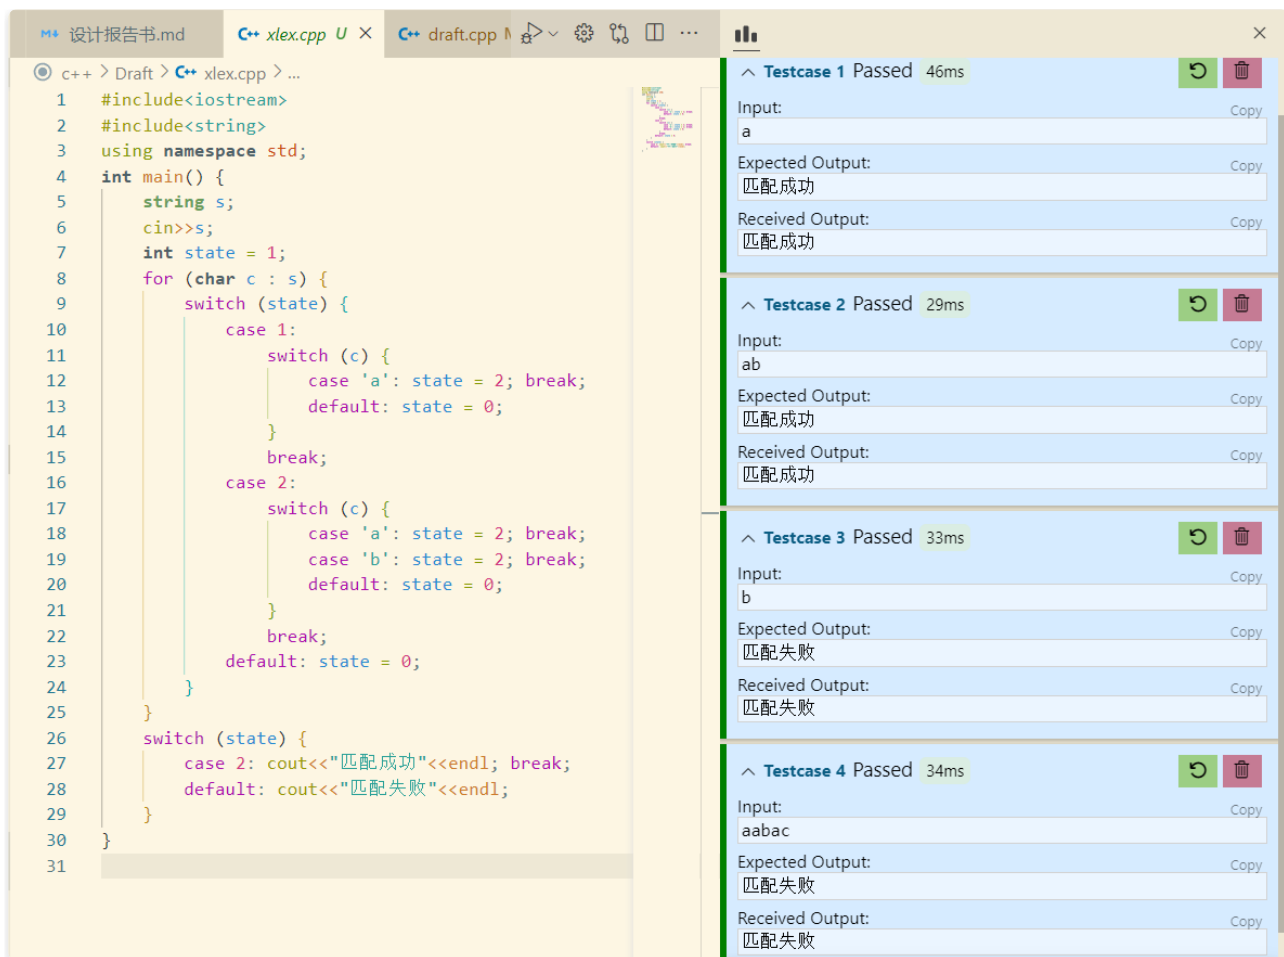 设计报告书.md
xlex.cpp U
draft.cpp
c++ > Draft > xlex.cpp > ...
1 #include<iostream>
2 #include<string>
3 using namespace std;
4 int main() {
5 string s;
6 cin>>s;
7 int state = 1;
8 for (char c : s) {
9 switch (state) {
10 case 1:
11 switch (c) {
12 case 'a': state = 2; break;
13 default: state = 0;
14 }
15 break;
16 case 2:
17 switch (c) {
18 case 'a': state = 2; break;
19 case 'b': state = 2; break;
20 default: state = 0;
21 }
22 break;
23 default: state = 0;
24 }
25 }
26 switch (state) {
27 case 2: cout<<"匹配成功"<<endl; break;
28 default: cout<<"匹配失败"<<endl;
29 }
30 }
31
Testcase 1 Passed 46ms
Input:
Copy
a
Expected Output:
Copy
匹配成功
Received Output:
Copy
匹配成功
Testcase 2 Passed 29ms
Input:
Copy
ab
Expected Output:
Copy
匹配成功
Received Output:
Copy
匹配成功
Testcase 3 Passed 33ms
Input:
Copy
b
Expected Output:
Copy
匹配失败
Received Output:
Copy
匹配失败
Testcase 4 Passed 34ms
Input:
Copy
aabac
Expected Output:
Copy
匹配失败
Received Output:
Copy
匹配失败